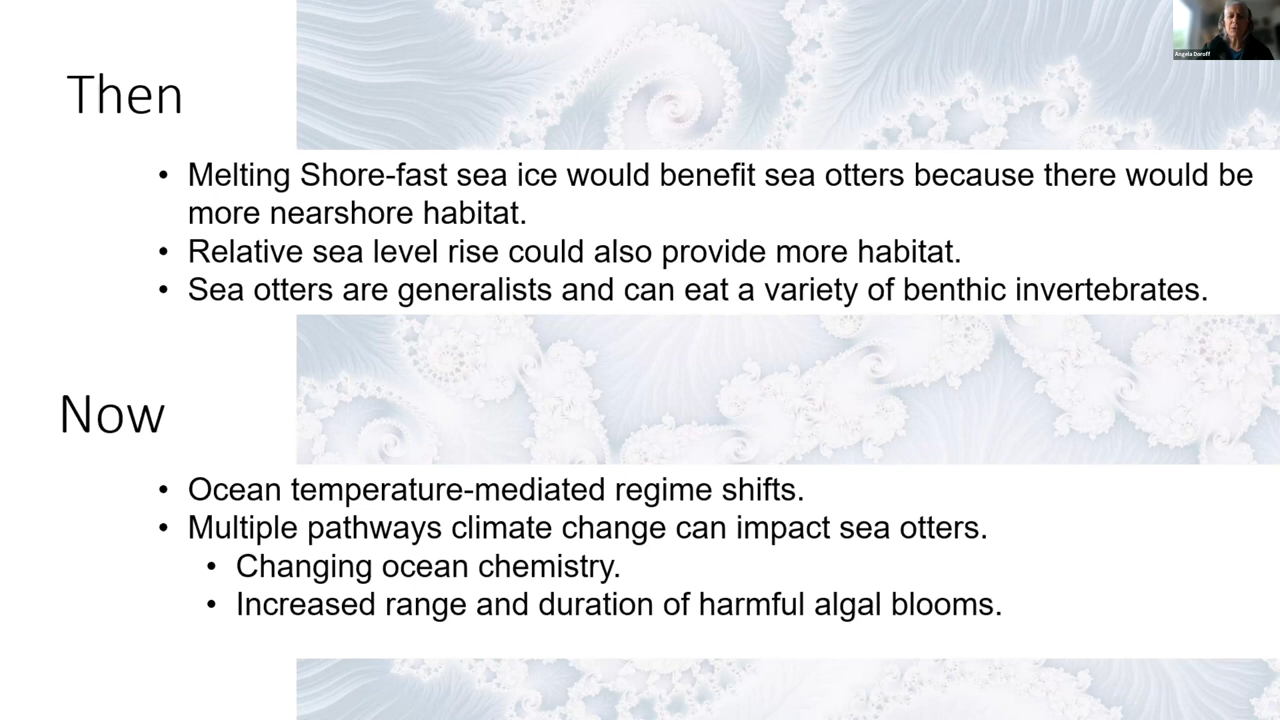 Angela Doroff
Then
• Melting Shore-fast sea ice would benefit sea otters because there would be
more nearshore habitat.
• Relative sea level rise could also provide more habitat.
• Sea otters are generalists and can eat a variety of benthic invertebrates.
Now
• Ocean temperature-mediated regime shifts.
• Multiple pathways climate change can impact sea otters.
• Changing ocean chemistry.
• Increased range and duration of harmful algal blooms.